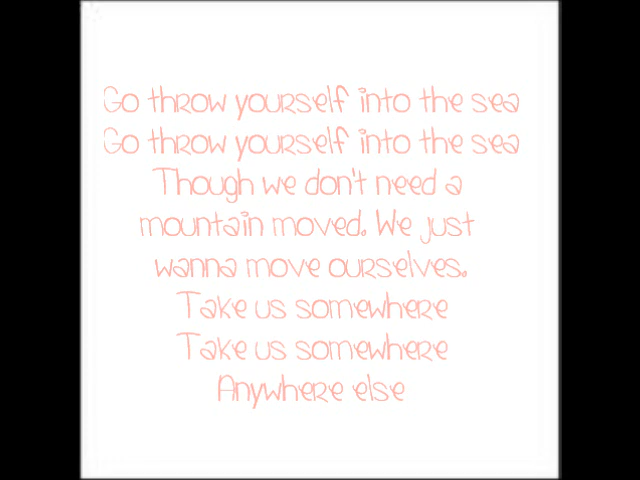 Go throw yourself into the sea
Go throw yourself into the sea
Though we don't need a
mountain moved. We just
wanna move ourselves.
Take us somewhere
Take us somewhere
Anywhere else